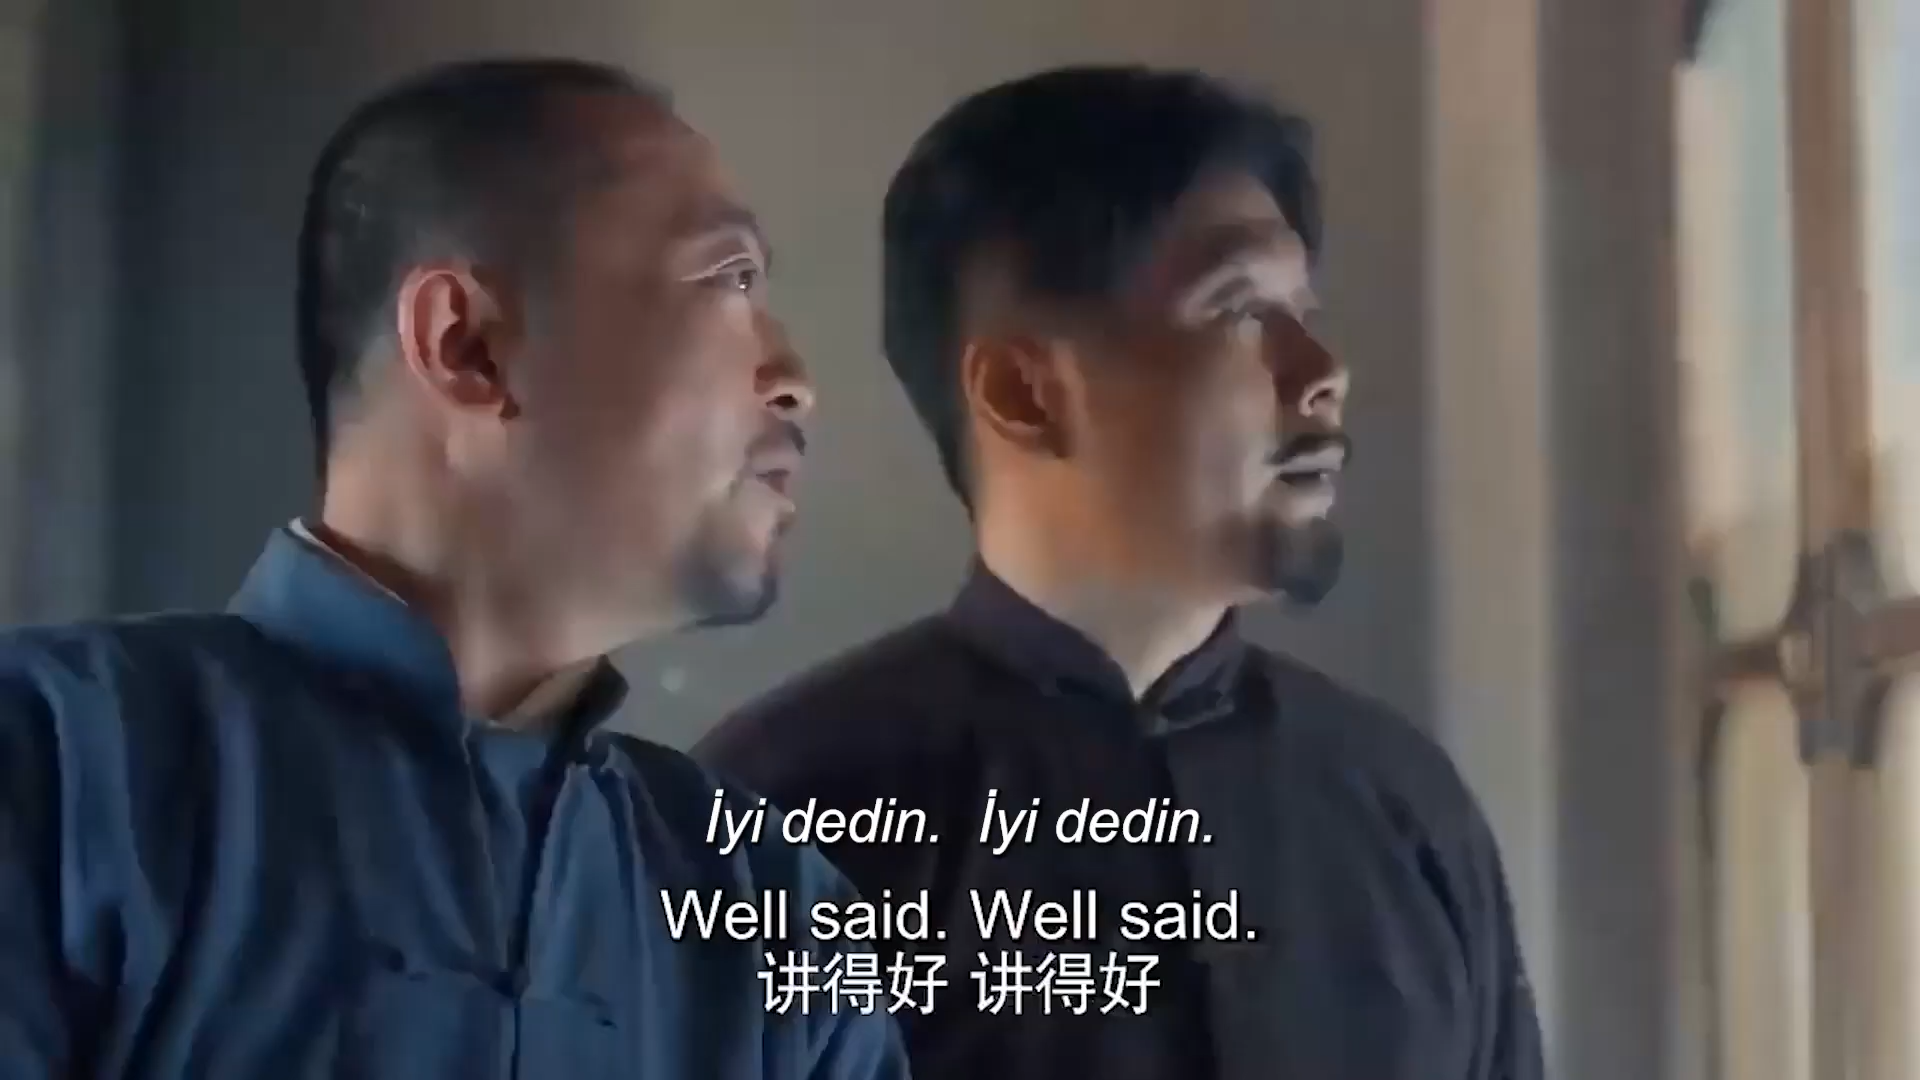 İyi dedin. İyi dedin.
Well said. Well said.
讲得好 讲得好